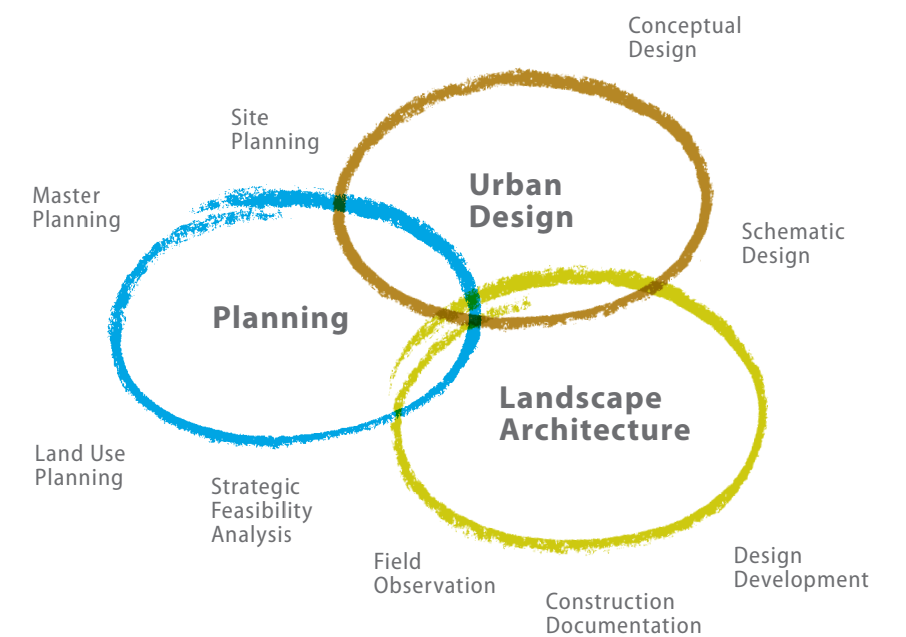 Conceptual
Design
Site
Planning
Urban
Design
Master
Planning
Schematic
Design
Planning
Landscape
Architecture
Land Use
Planning
Strategic
Feasibility
Analysis
Field
Observation
Design
Development
Construction
Documentation